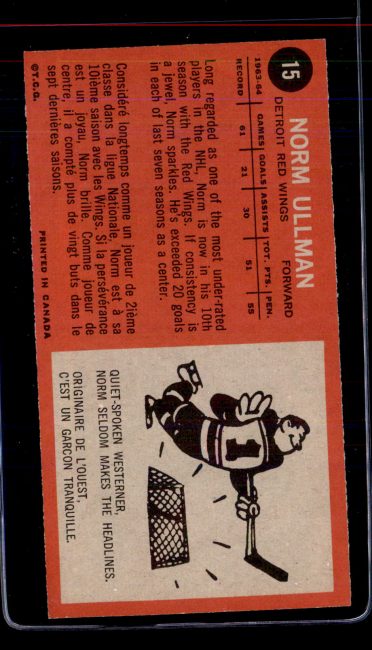 15
NORM ULLMAN
DETROIT RED WINGS FORWARD
1963-64 GAMES GOALS ASSISTS TOT. PTS. PEN.
RECORD 61 21 30 51 55
Long regarded as one of the most under-rated
players in the NHL, Norm is now in his 10th
season with the Red Wings. If consistency is
a jewel, Norm sparkles. He's exceeded 20 goals
in each of last seven seasons as a center.
Considéré longtemps comme un joueur de 2ième
classe dans la ligue Nationale, Norm est à sa
10ième saison avec les Wings. Si la persévérance
est un joyau, Norm brille. Comme joueur de
centre, il a compté plus de vingt buts dans le
sept dernières saisons.
©T.C.G. PRINTED IN CANADA
1
QUIET-SPOKEN WESTERNER,
NORM SELDOM MAKES THE HEADLINES.
ORIGINAIRE DE L'OUEST,
C'EST UN GARCON TRANQUILLE.